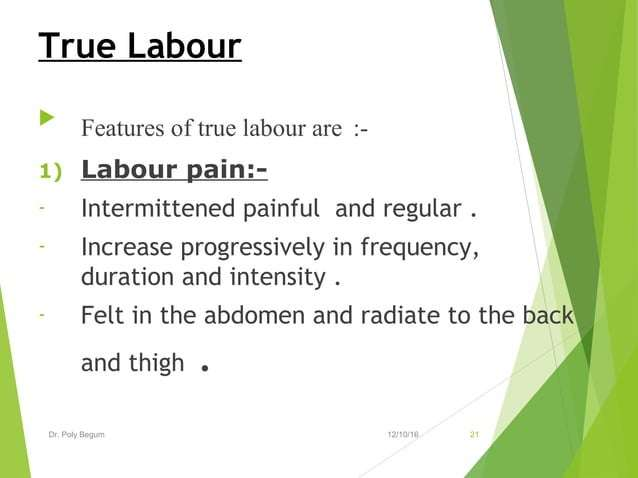 True Labour
Features of true labour are :-
1) Labour pain:-
- Intermittened painful and regular .
- Increase progressively in frequency,
duration and intensity .
- Felt in the abdomen and radiate to the back
and thigh .
Dr. Poly Begum 12/10/16 21